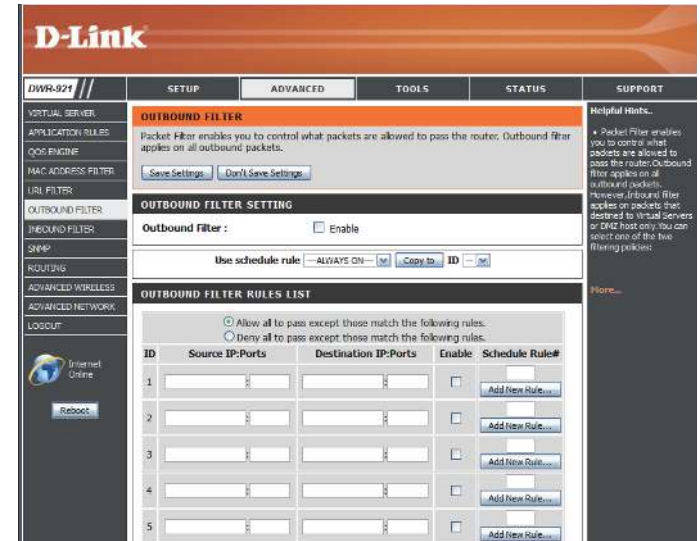 D-Link
DWR-921 // SETUP ADVANCED TOOLS STATUS SUPPORT
VIRTUAL SERVER
APPLICATION RULES
QOS ENGINE
MAC ADDRESS FILTER
URL FILTER
OUTBOUND FILTER
INBOUND FILTER
SNMP
ROUTING
ADVANCED WIRELESS
ADVANCED NETWORK
LOGOUT
Internet
Online
Reboot
OUTBOUND FILTER
Packet Filter enables you to control what packets are allowed to pass the router. Outbound filter
applies on all outbound packets.
Save Settings Don't Save Settings
OUTBOUND FILTER SETTING
Outbound Filter : Enable
Use schedule rule ---ALWAYS ON--- Copy to ID --
OUTBOUND FILTER RULES LIST
Allow all to pass except those match the following rules.
Deny all to pass except those match the following rules.
ID Source IP:Ports Destination IP:Ports Enable Schedule Rule#
1 : : Add New Rule...
2 : : Add New Rule...
3 : : Add New Rule...
4 : : Add New Rule...
5 : : Add New Rule...
Helpful Hints..
• Packet Filter enables
you to control what
packets are allowed to
pass the router.Outbound
filter applies on all
outbound packets.
However,Inbound filter
applies on packets that
destined to Virtual Servers
or DMZ host only.You can
select one of the two
filtering policies:
More...